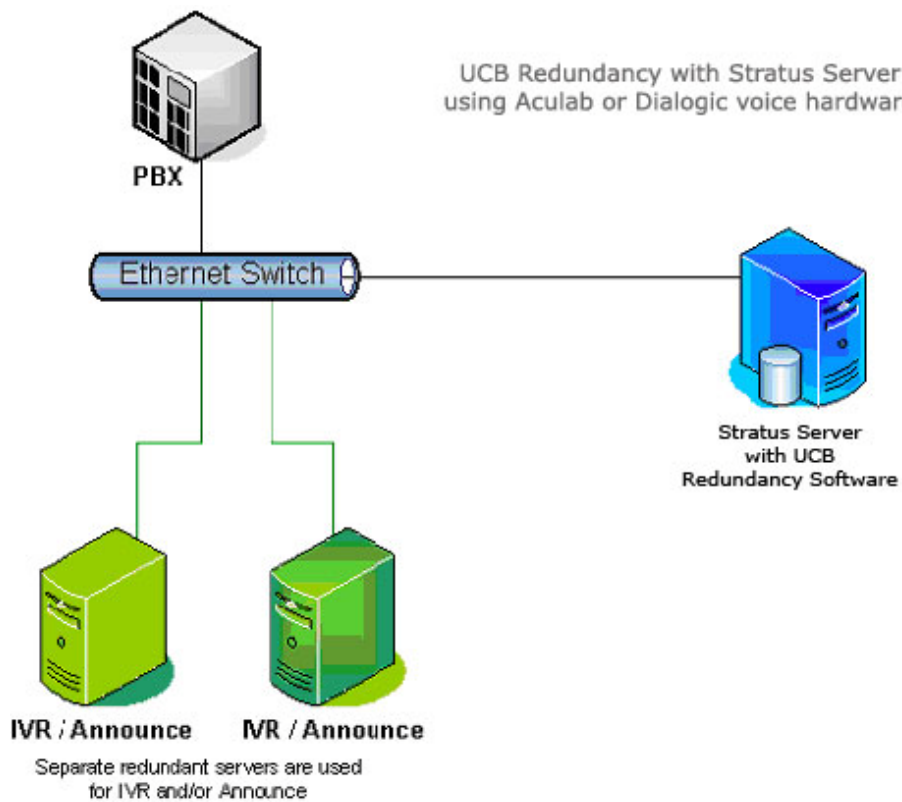 UCB Redundancy with Stratus Server
using Aculab or Dialogic voice hardwar
PBX
Ethernet Switch
Stratus Server
with UCB
Redundancy Software
IVR / Announce
IVR / Announce
Separate redundant servers are used
for IVR and/or Announce